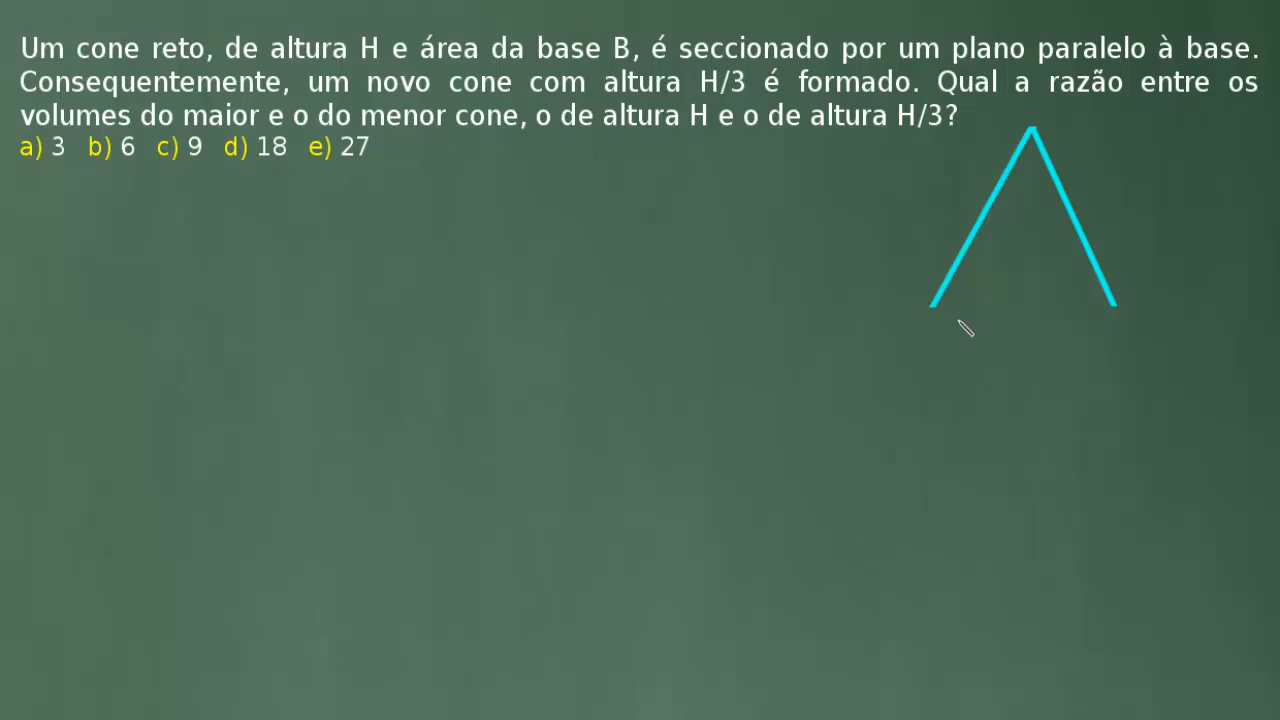 Um cone reto, de altura H e área da base B, é seccionado por um plano paralelo à base.
Consequentemente, um novo cone com altura H/3 é formado. Qual a razão entre os
volumes do maior e o do menor cone, o de altura H e o de altura H/3?
a) 3 b) 6 c) 9 d) 18 e) 27